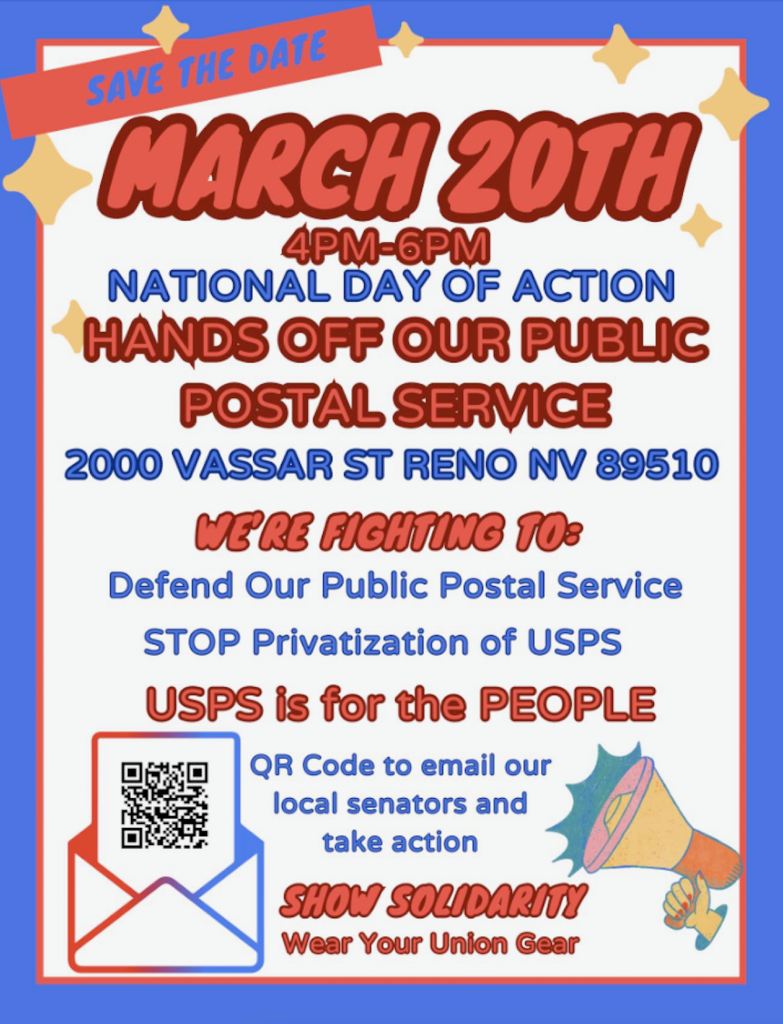 SAVE THE DATE
MARCH 20TH
4PM-6PM
NATIONAL DAY OF ACTION
HANDS OFF OUR PUBLIC
POSTAL SERVICE
2000 VASSAR ST RENO NV 89510
WE'RE FIGHTING TO:
Defend Our Public Postal Service
STOP Privatization of USPS
USPS is for the PEOPLE
QR Code to email our
local senators and
take action
SHOW SOLIDARITY
Wear Your Union Gear